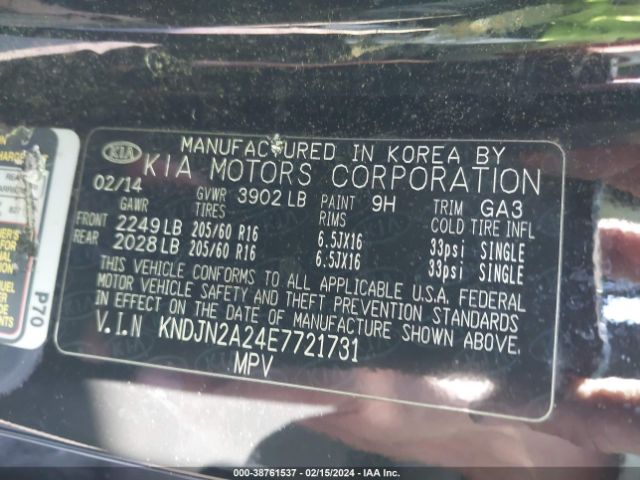 MANUFACTURED IN KOREA BY
KIA KIA MOTORS CORPORATION
02/14 GVWR 3902 LB PAINT 9H TRIM GA3
GAWR TIRES RIMS COLD TIRE INFL
FRONT 2249 LB 205/60 R16 6.5JX16 33psi SINGLE
REAR 2028 LB 205/60 R16 6.5JX16 33psi SINGLE
THIS VEHICLE CONFORMS TO ALL APPLICABLE U.S.A. FEDERAL
MOTOR VEHICLE SAFETY AND THEFT PREVENTION STANDARDS
IN EFFECT ON THE DATE OF MANUFACTURE SHOWN ABOVE.
V.I.N KNDJN2A24E7721731
MPV
P70
000-38761537 - 02/15/2024 - IAA Inc.